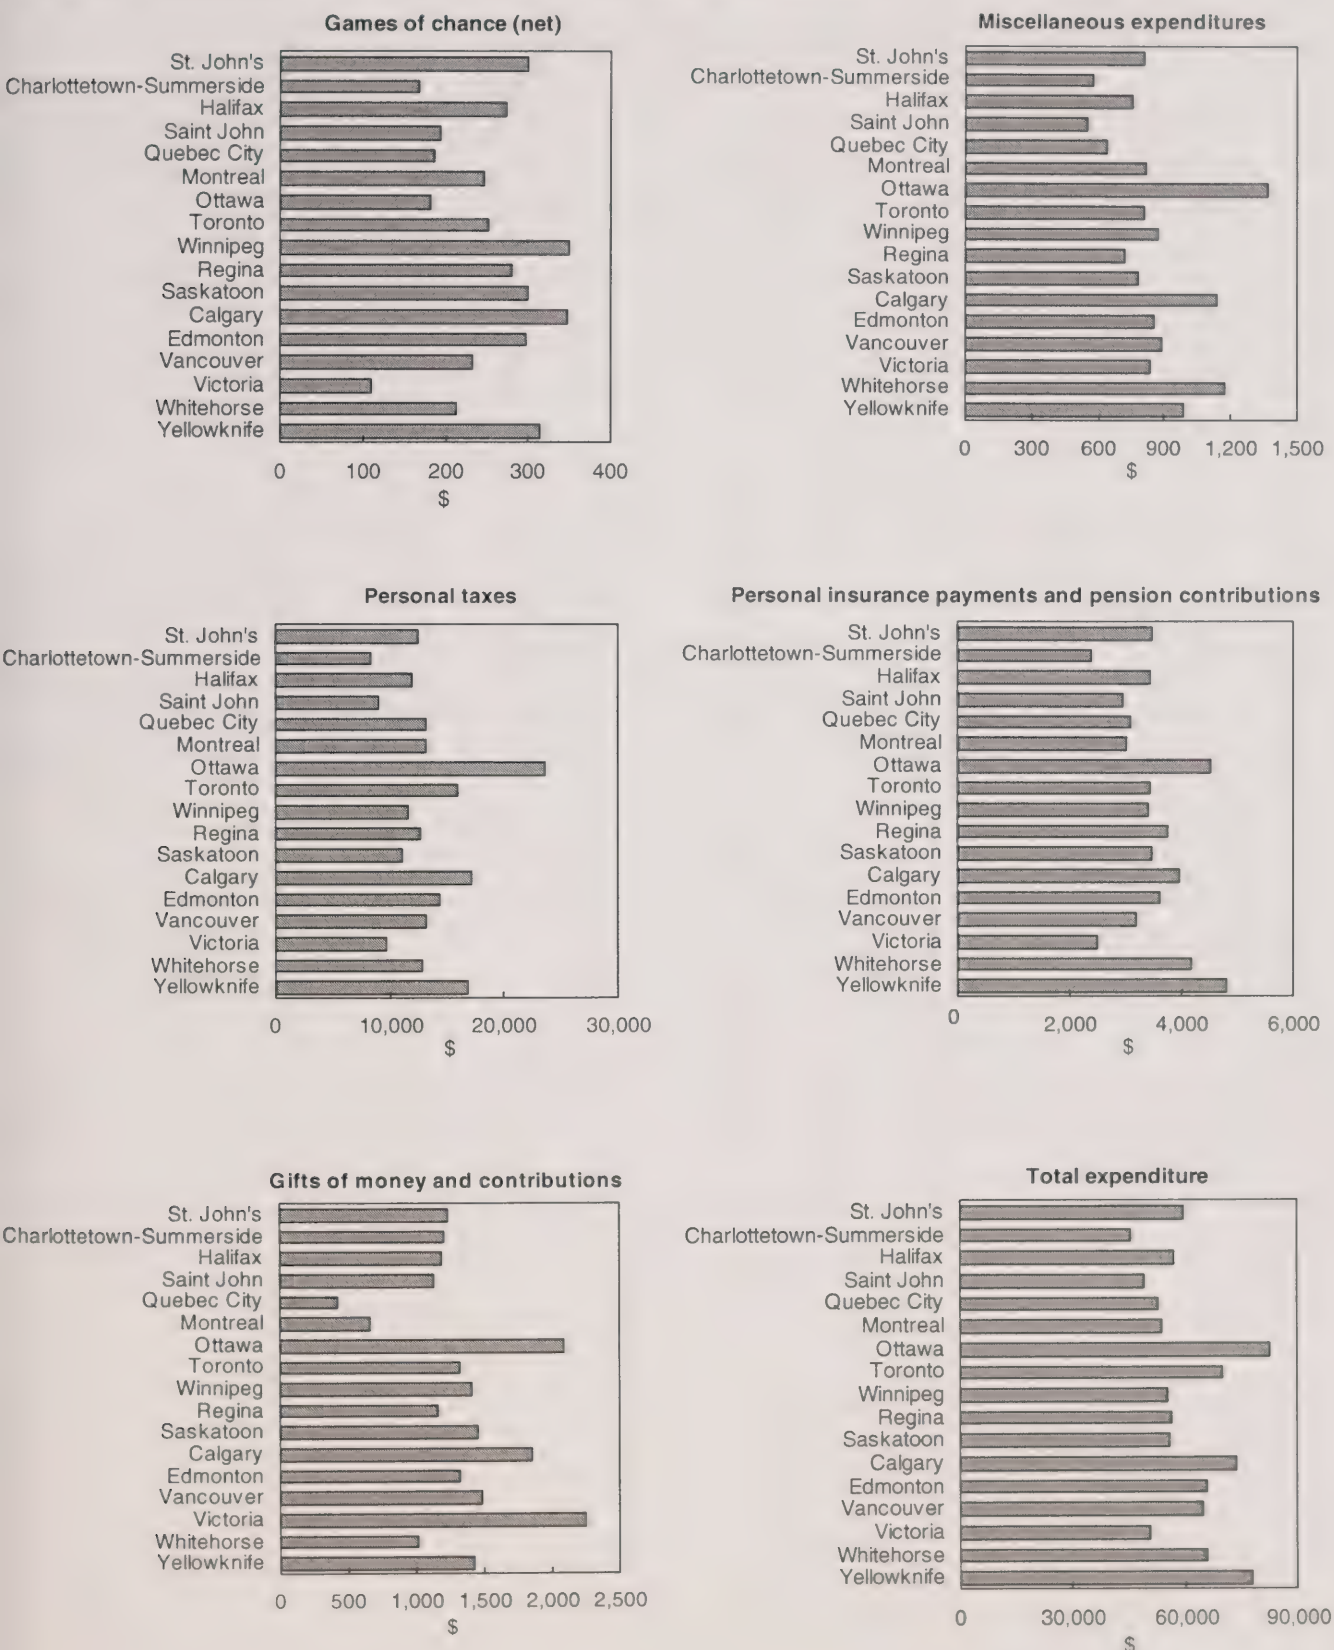 Games of chance (net)
St. John's
Charlottetown-Summerside
Halifax
Saint John
Quebec City
Montreal
Ottawa
Toronto
Winnipeg
Regina
Saskatoon
Calgary
Edmonton
Vancouver
Victoria
Whitehorse
Yellowknife
0 100 200 300 400
$
Miscellaneous expenditures
St. John's
Charlottetown-Summerside
Halifax
Saint John
Quebec City
Montreal
Ottawa
Toronto
Winnipeg
Regina
Saskatoon
Calgary
Edmonton
Vancouver
Victoria
Whitehorse
Yellowknife
0 300 600 900 1,200 1,500
$
Personal taxes
St. John's
Charlottetown-Summerside
Halifax
Saint John
Quebec City
Montreal
Ottawa
Toronto
Winnipeg
Regina
Saskatoon
Calgary
Edmonton
Vancouver
Victoria
Whitehorse
Yellowknife
0 10,000 20,000 30,000
$
Personal insurance payments and pension contributions
St. John's
Charlottetown-Summerside
Halifax
Saint John
Quebec City
Montreal
Ottawa
Toronto
Winnipeg
Regina
Saskatoon
Calgary
Edmonton
Vancouver
Victoria
Whitehorse
Yellowknife
0 2,000 4,000 6,000
$
Gifts of money and contributions
St. John's
Charlottetown-Summerside
Halifax
Saint John
Quebec City
Montreal
Ottawa
Toronto
Winnipeg
Regina
Saskatoon
Calgary
Edmonton
Vancouver
Victoria
Whitehorse
Yellowknife
0 500 1,000 1,500 2,000 2,500
$
Total expenditure
St. John's
Charlottetown-Summerside
Halifax
Saint John
Quebec City
Montreal
Ottawa
Toronto
Winnipeg
Regina
Saskatoon
Calgary
Edmonton
Vancouver
Victoria
Whitehorse
Yellowknife
0 30,000 60,000 90,000
$